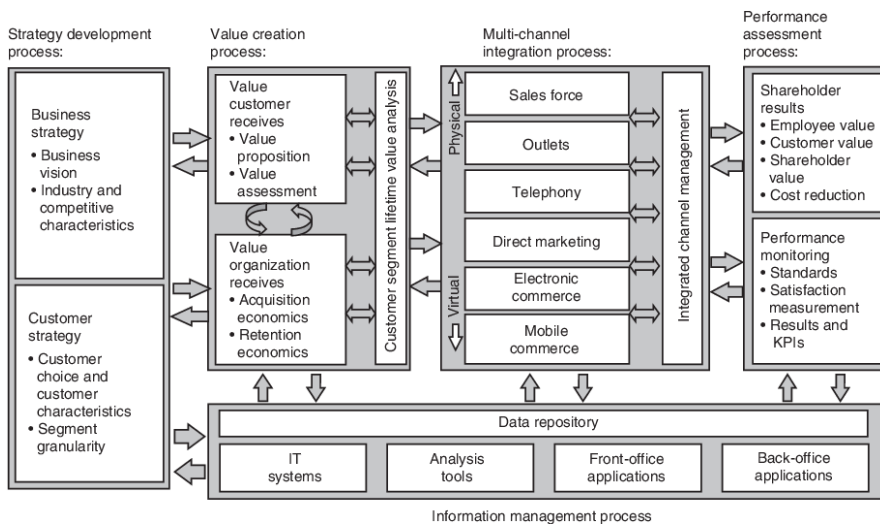 Strategy development
process:
Business
strategy
• Business
vision
• Industry and
competitive
characteristics
Customer
strategy
• Customer
choice and
customer
characteristics
• Segment
granularity
Value creation
process:
Value
customer
receives
• Value
proposition
• Value
assessment
Value
organization
receives
• Acquisition
economics
• Retention
economics
Customer segment lifetime value analysis
Multi-channel
integration process:
Physical
Virtual
Sales force
Outlets
Telephony
Direct marketing
Electronic
commerce
Mobile
commerce
Integrated channel management
Performance
assessment
process:
Shareholder
results
• Employee value
• Customer value
• Shareholder
value
• Cost reduction
Performance
monitoring
• Standards
• Satisfaction
measurement
• Results and
KPIs
Data repository
IT
systems
Analysis
tools
Front-office
applications
Back-office
applications
Information management process